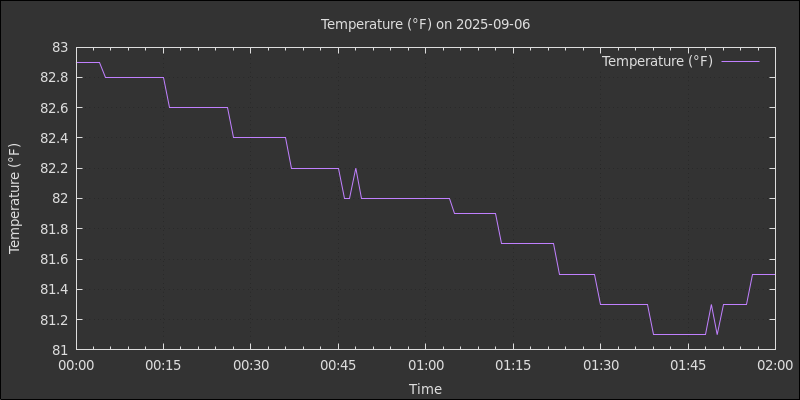 Temperature (°F) on 2025-09-06
Temperature (°F)
83
82.8
82.6
82.4
82.2
82
81.8
81.6
81.4
81.2
81
Temperature (°F)
00:00 00:15 00:30 00:45 01:00 01:15 01:30 01:45 02:00
Time